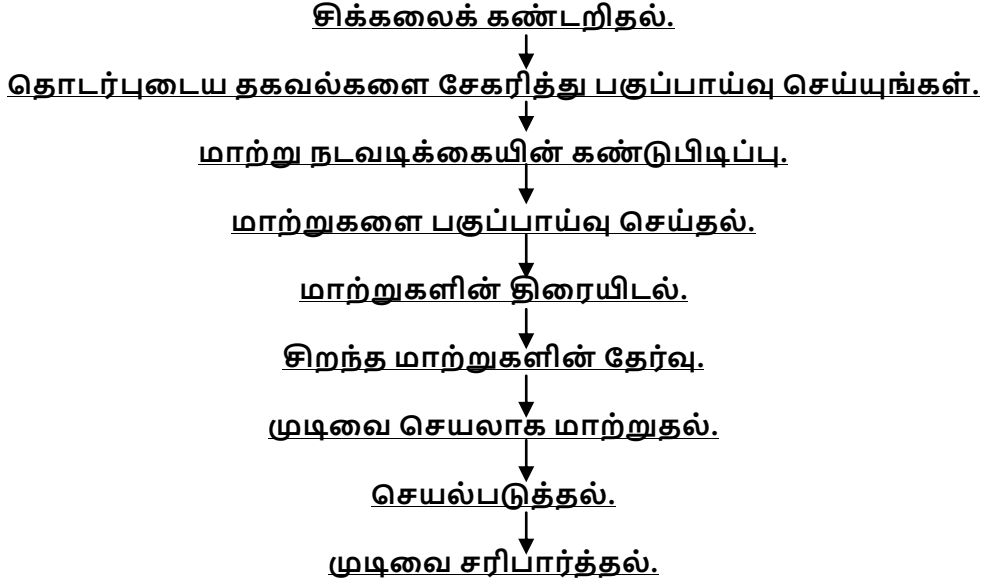 சிக்கலைக் கண்டறிதல்.
தொடர்புடைய தகவல்களை சேகரித்து பகுப்பாய்வு செய்யுங்கள்.
மாற்று நடவடிக்கையின் கண்டுபிடிப்பு.
மாற்றுகளை பகுப்பாய்வு செய்தல்.
மாற்றுகளின் திரையிடல்.
சிறந்த மாற்றுகளின் தேர்வு.
முடிவை செயலாக மாற்றுதல்.
செயல்படுத்தல்.
முடிவை சரிபார்த்தல்.